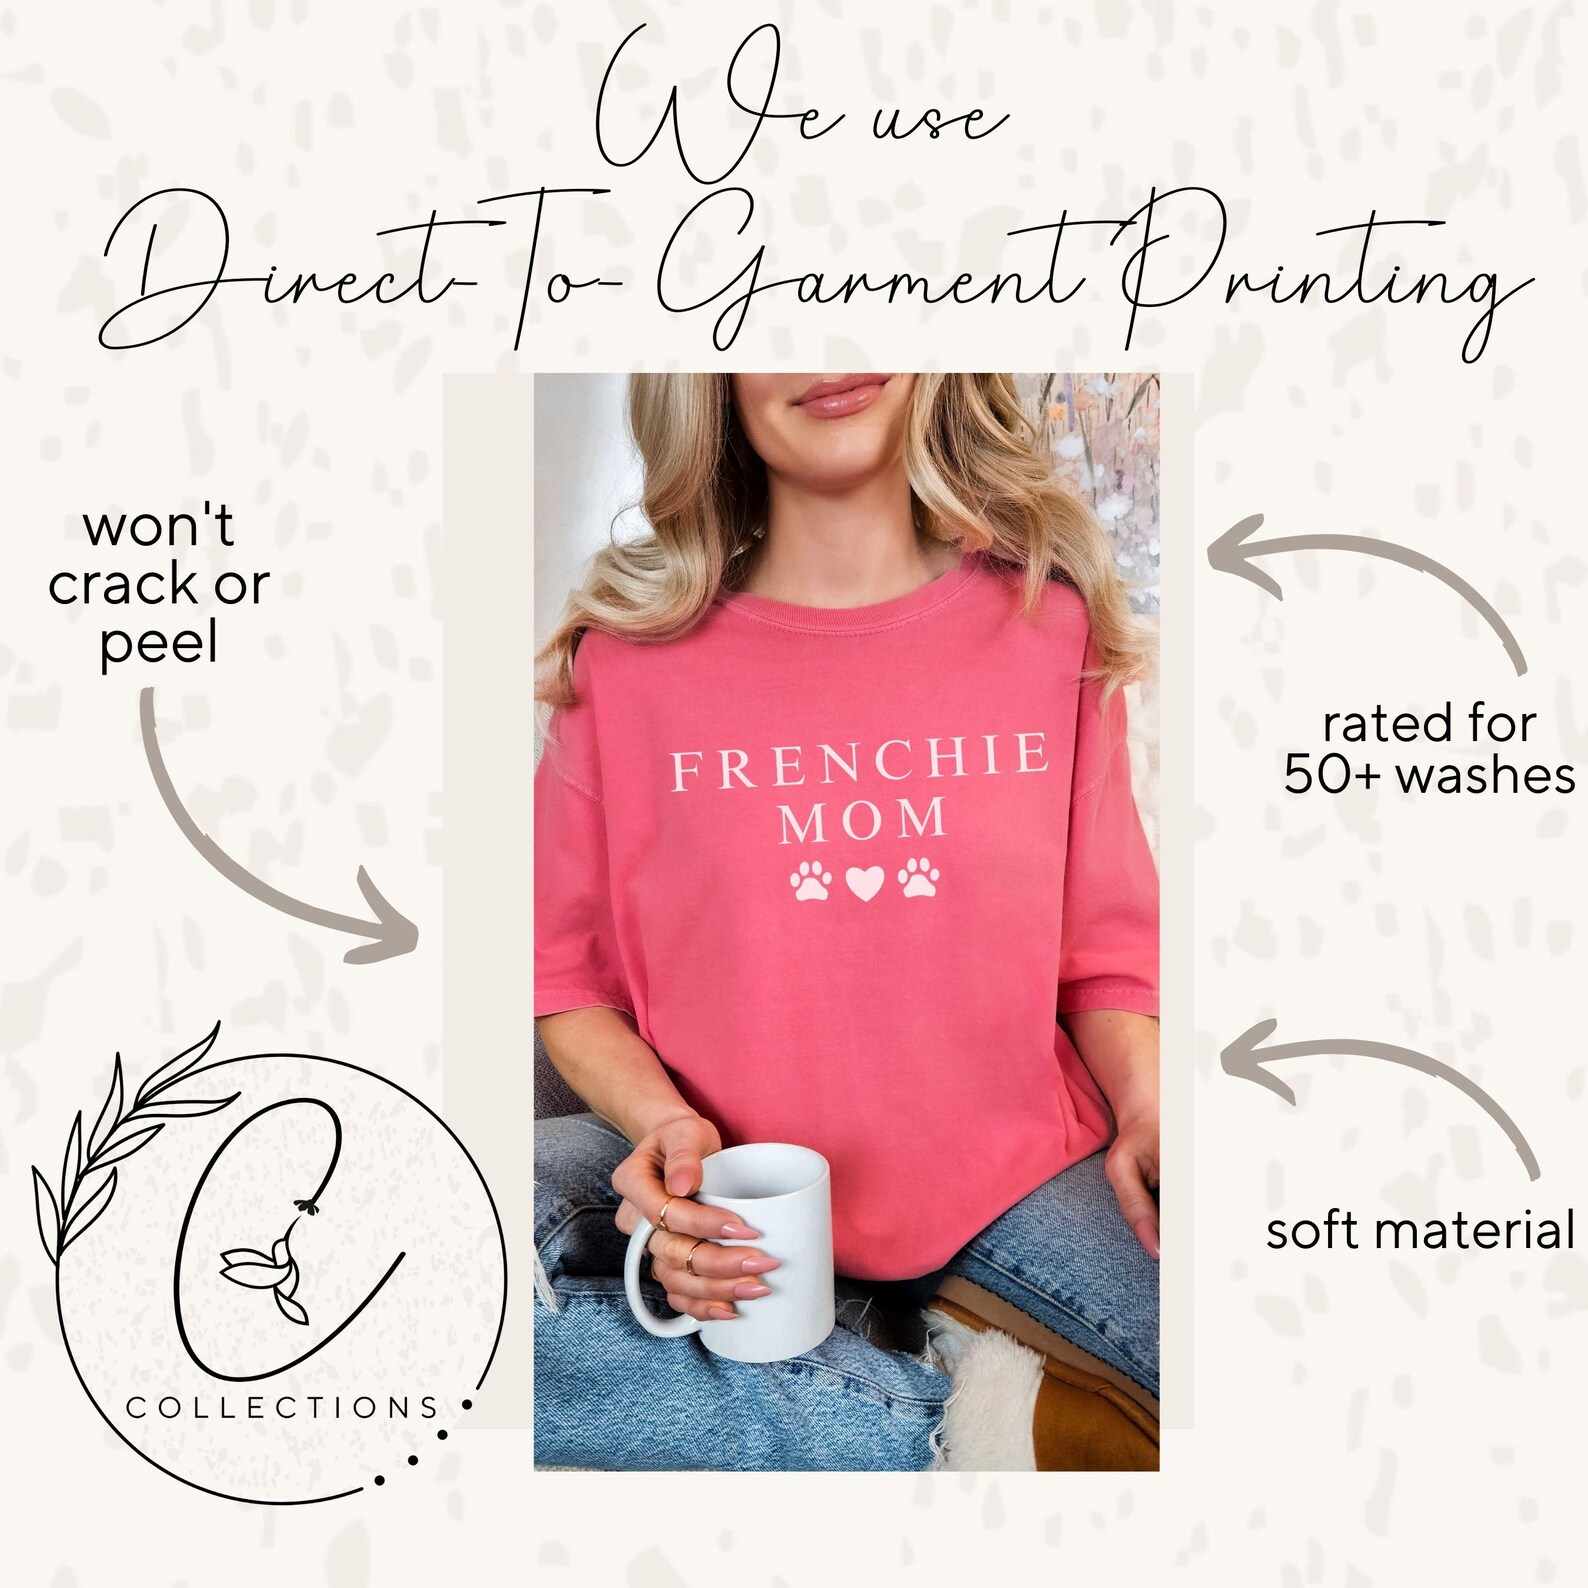 We use
Direct-To-Garment Printing
won't
crack or
peel
rated for
50+ washes
FRENCHIE
MOM
soft material
C
COLLECTIONS